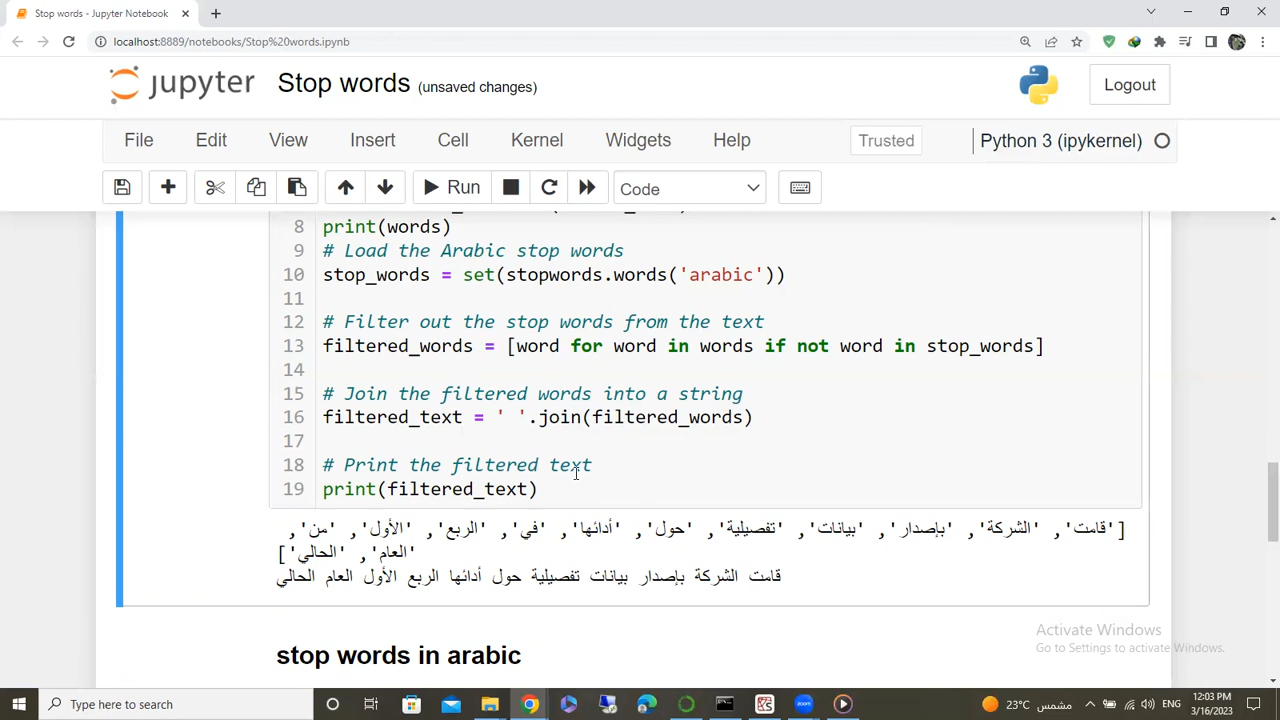 Stop words - Jupyter Notebook
localhost:8889/notebooks/Stop%20words.ipynb
jupyter Stop words (unsaved changes) Logout
File Edit View Insert Cell Kernel Widgets Help Trusted Python 3 (ipykernel)
Run Code
8 print(words)
9 # Load the Arabic stop words
10 stop_words = set(stopwords.words('arabic'))
11
12 # Filter out the stop words from the text
13 filtered_words = [word for word in words if not word in stop_words]
14
15 # Join the filtered words into a string
16 filtered_text = ' '.join(filtered_words)
17
18 # Print the filtered text
19 print(filtered_text)
['قامت', 'الشركة', 'بإصدار', 'بيانات', 'تفصيلية', 'حول', 'أدائها', 'في', 'الربع', 'الأول', 'من',
'العام', 'الحالي']
قامت الشركة بإصدار بيانات تفصيلية حول أدائها الربع الأول العام الحالي
stop words in arabic
Activate Windows
Go to Settings to activate Windows.
Type here to search
23°C مشمس
ENG
12:03 PM
3/16/2023